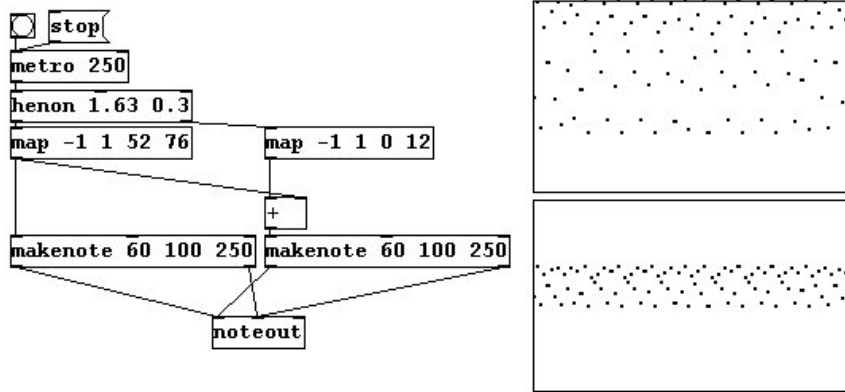 stop
metro 250
henon 1.63 0.3
map -1 1 52 76
map -1 1 0 12
+
makenote 60 100 250
makenote 60 100 250
noteout